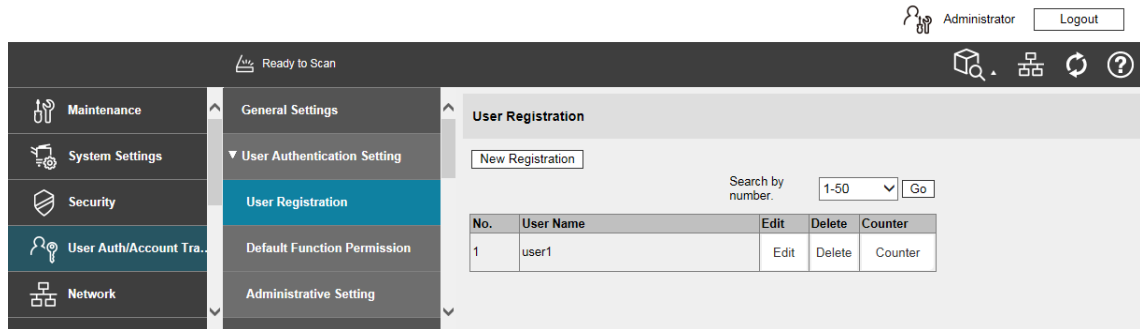 Administrator
Logout
Ready to Scan
Maintenance
System Settings
Security
User Auth/Account Tra..
Network
General Settings
▼ User Authentication Setting
User Registration
Default Function Permission
Administrative Setting
User Registration
New Registration
Search by
number.
1-50
Go
No. User Name Edit Delete Counter
1 user1 Edit Delete Counter